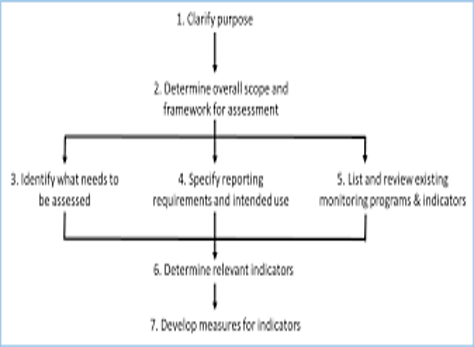 1. Clarify purpose
2. Determine overall scope and
framework for assessment
3. Identify what needs to
be assessed
4. Specify reporting
requirements and intended use
5. List and review existing
monitoring programs & indicators
6. Determine relevant indicators
7. Develop measures for indicators